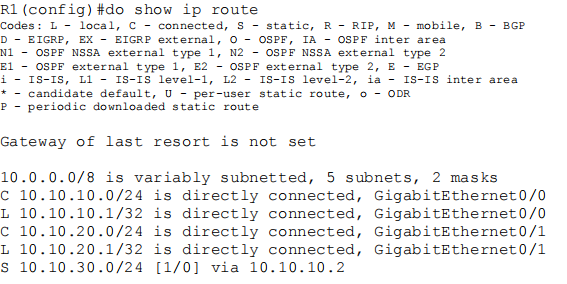 R1(config)#do show ip route
Codes: L - local, C - connected, S - static, R - RIP, M - mobile, B - BGP
D - EIGRP, EX - EIGRP external, O - OSPF, IA - OSPF inter area
N1 - OSPF NSSA external type 1, N2 - OSPF NSSA external type 2
E1 - OSPF external type 1, E2 - OSPF external type 2, E - EGP
i - IS-IS, L1 - IS-IS level-1, L2 - IS-IS level-2, ia - IS-IS inter area
* - candidate default, U - per-user static route, o - ODR
P - periodic downloaded static route
Gateway of last resort is not set
10.0.0.0/8 is variably subnetted, 5 subnets, 2 masks
C 10.10.10.0/24 is directly connected, GigabitEthernet0/0
L 10.10.10.1/32 is directly connected, GigabitEthernet0/0
C 10.10.20.0/24 is directly connected, GigabitEthernet0/1
L 10.10.20.1/32 is directly connected, GigabitEthernet0/1
S 10.10.30.0/24 [1/0] via 10.10.10.2